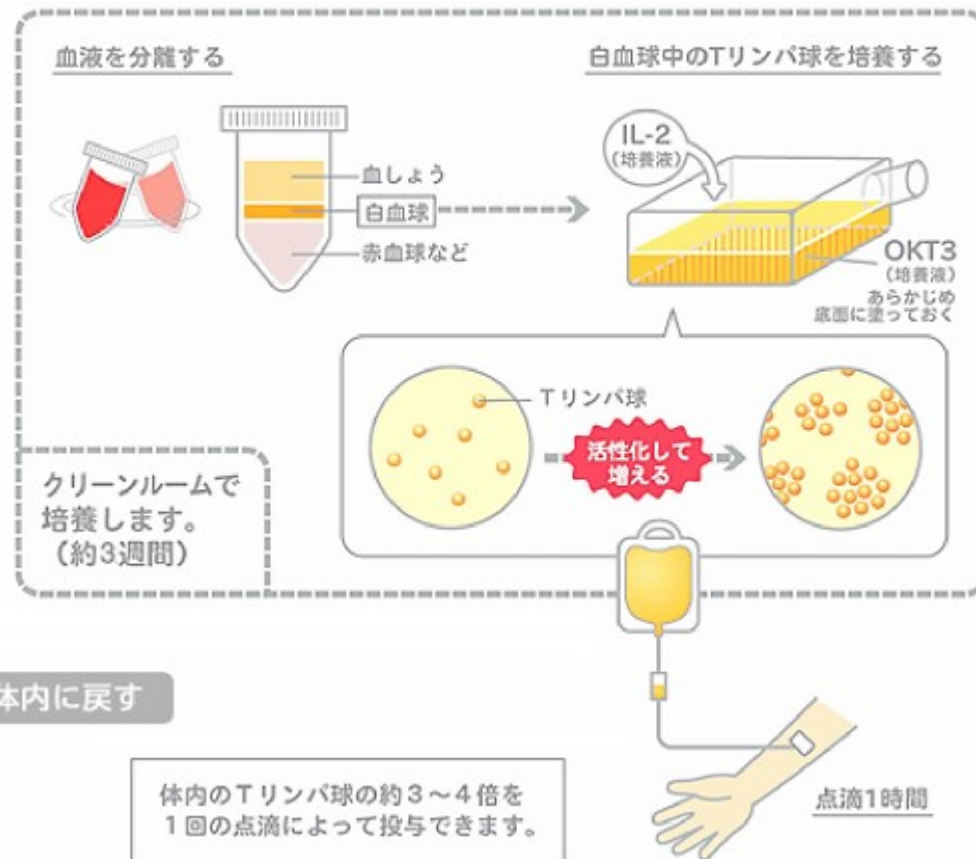 血液を分離する
白血球中のTリンパ球を培養する
IL-2
(培養液)
血しょう
白血球
赤血球など
OKT3
(培養液)
あらかじめ
底面に塗っておく
Tリンパ球
活性化して
増える
クリーンルームで
培養します。
(約3週間)
体内に戻す
体内のTリンパ球の約3〜4倍を
1回の点滴によって投与できます。
点滴1時間